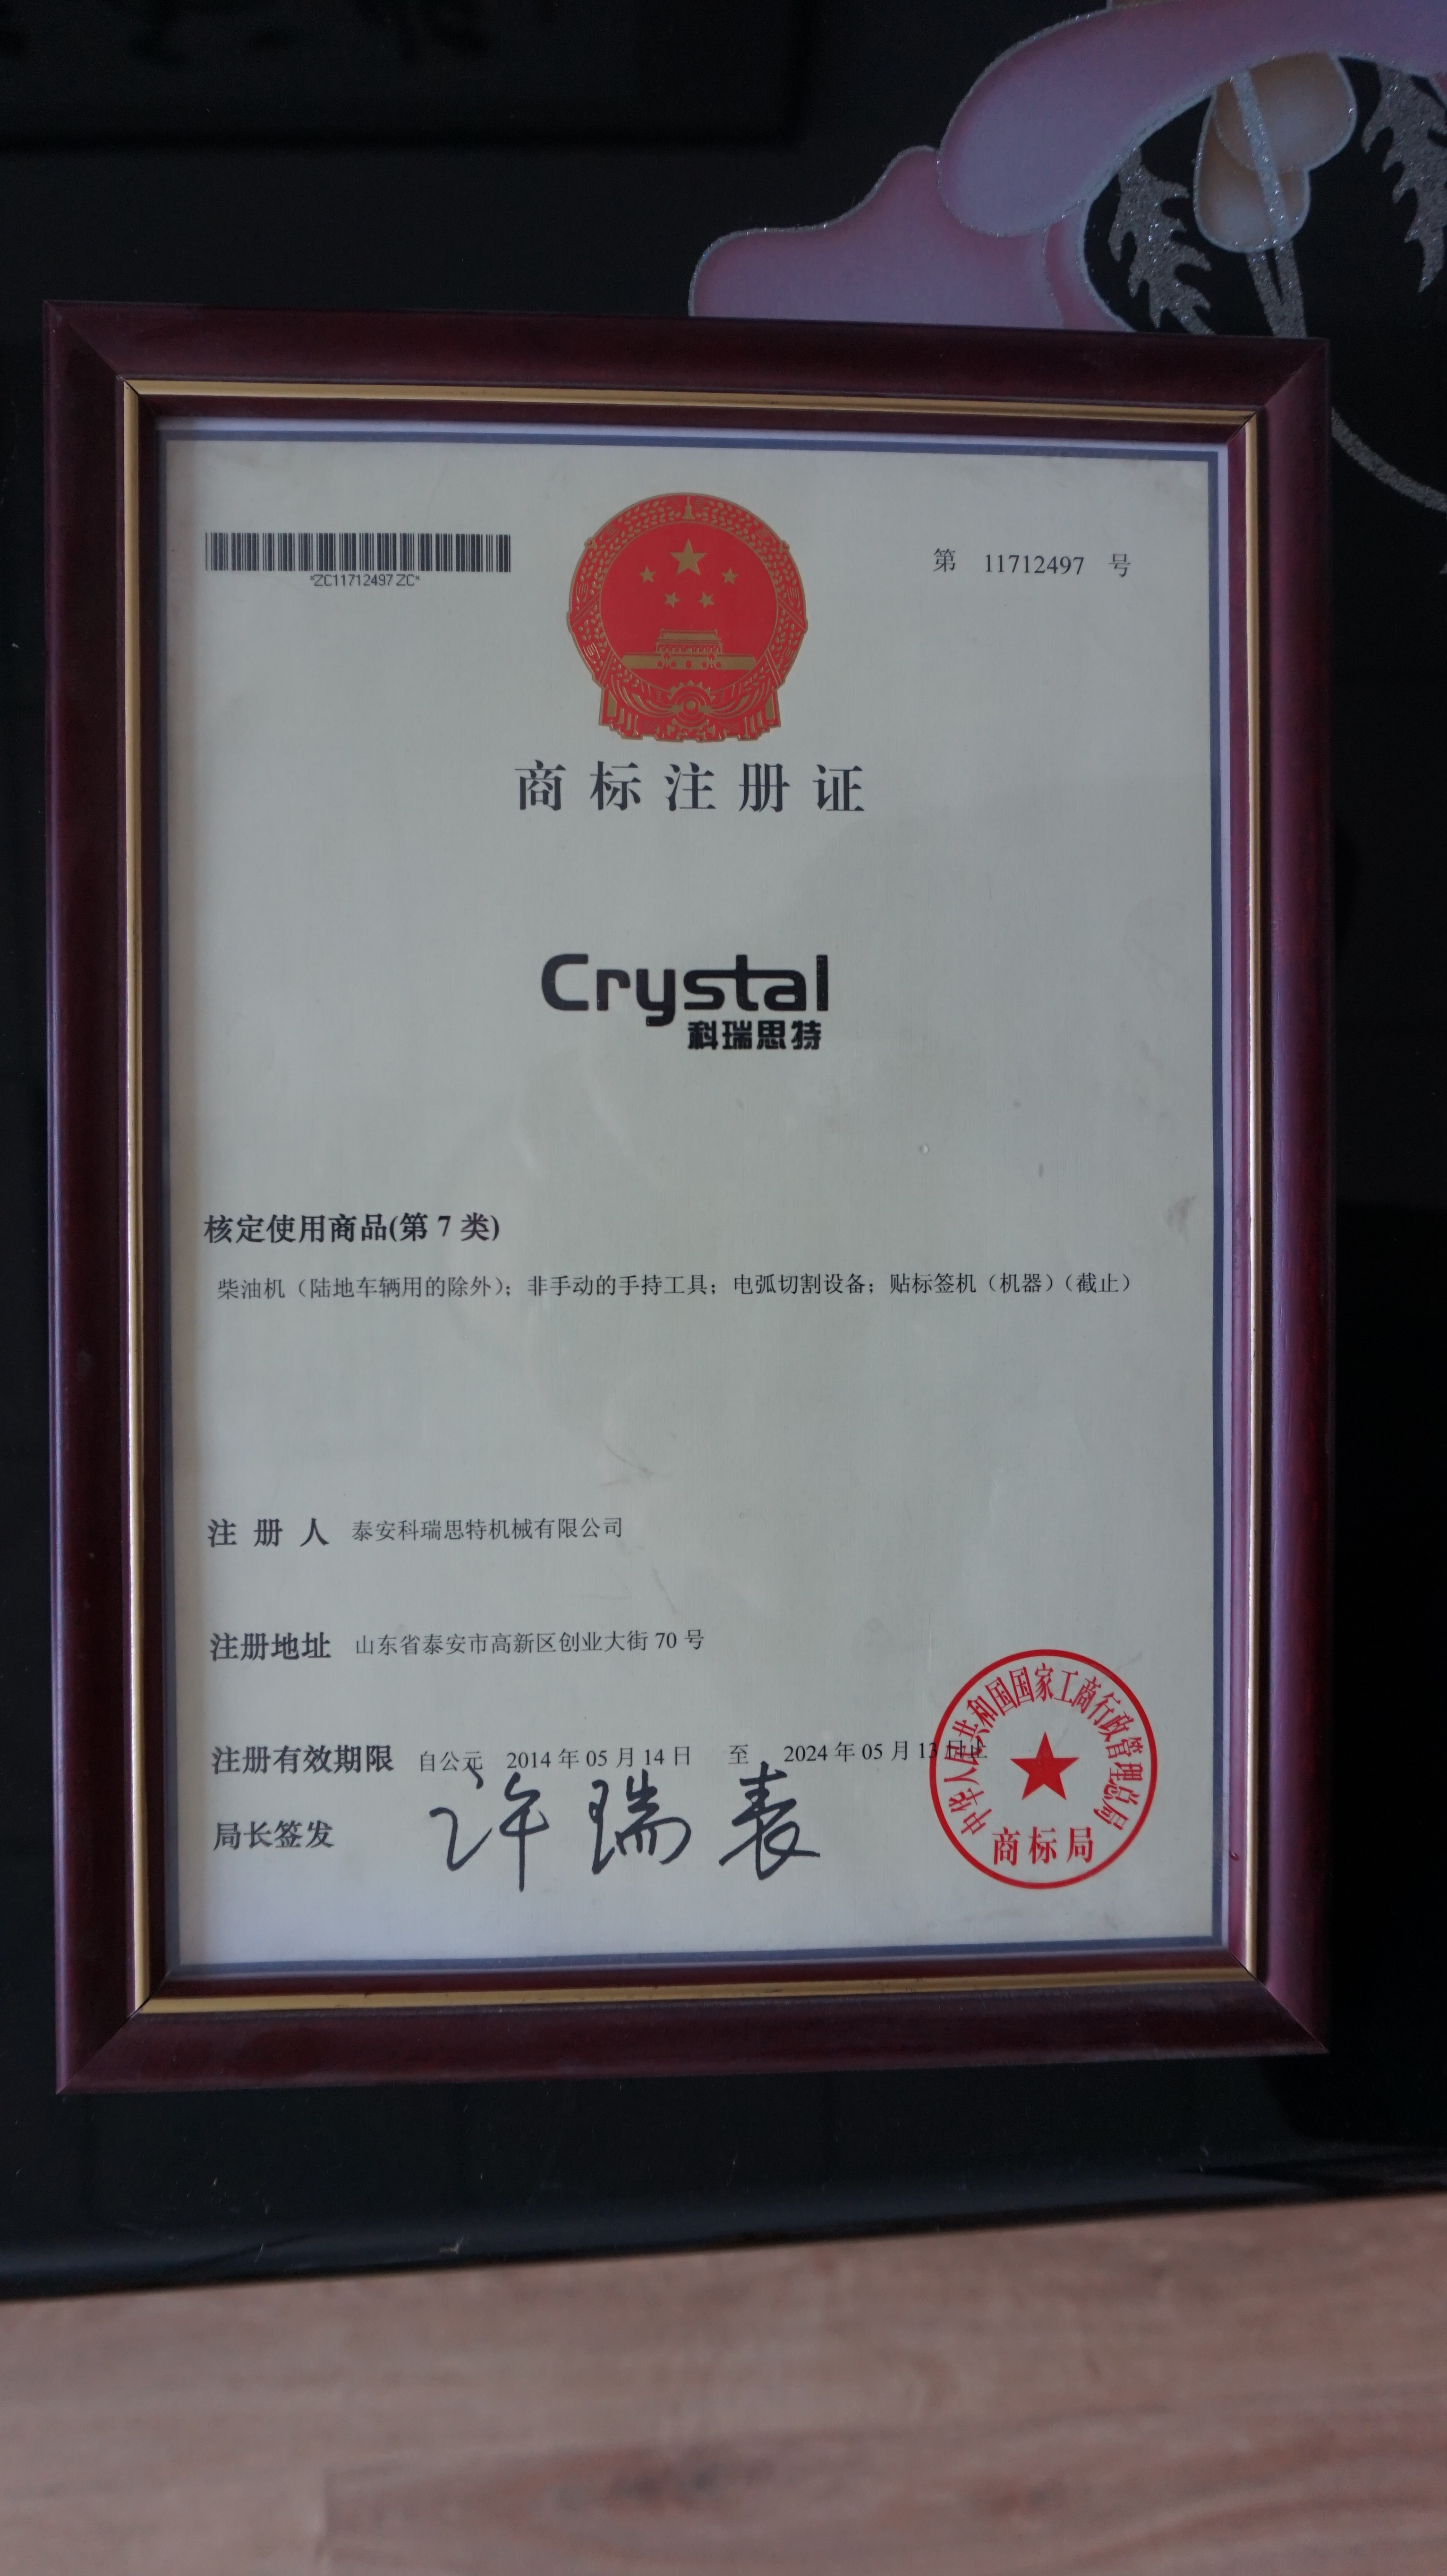 *ZC11712497ZC*
第 11712497 号
商标注册证
Crystal
科瑞思特
核定使用商品(第 7 类)
柴油机（陆地车辆用的除外）；非手动的手持工具；电弧切割设备；贴标签机（机器）（截止）
注册人 泰安科瑞思特机械有限公司
注册地址 山东省泰安市高新区创业大街 70 号
注册有效期限 自公元 2014 年 05 月 14 日 至 2024 年 05 月 13 日止
局长签发 许瑞表
中华人民共和国国家工商行政管理总局
商标局